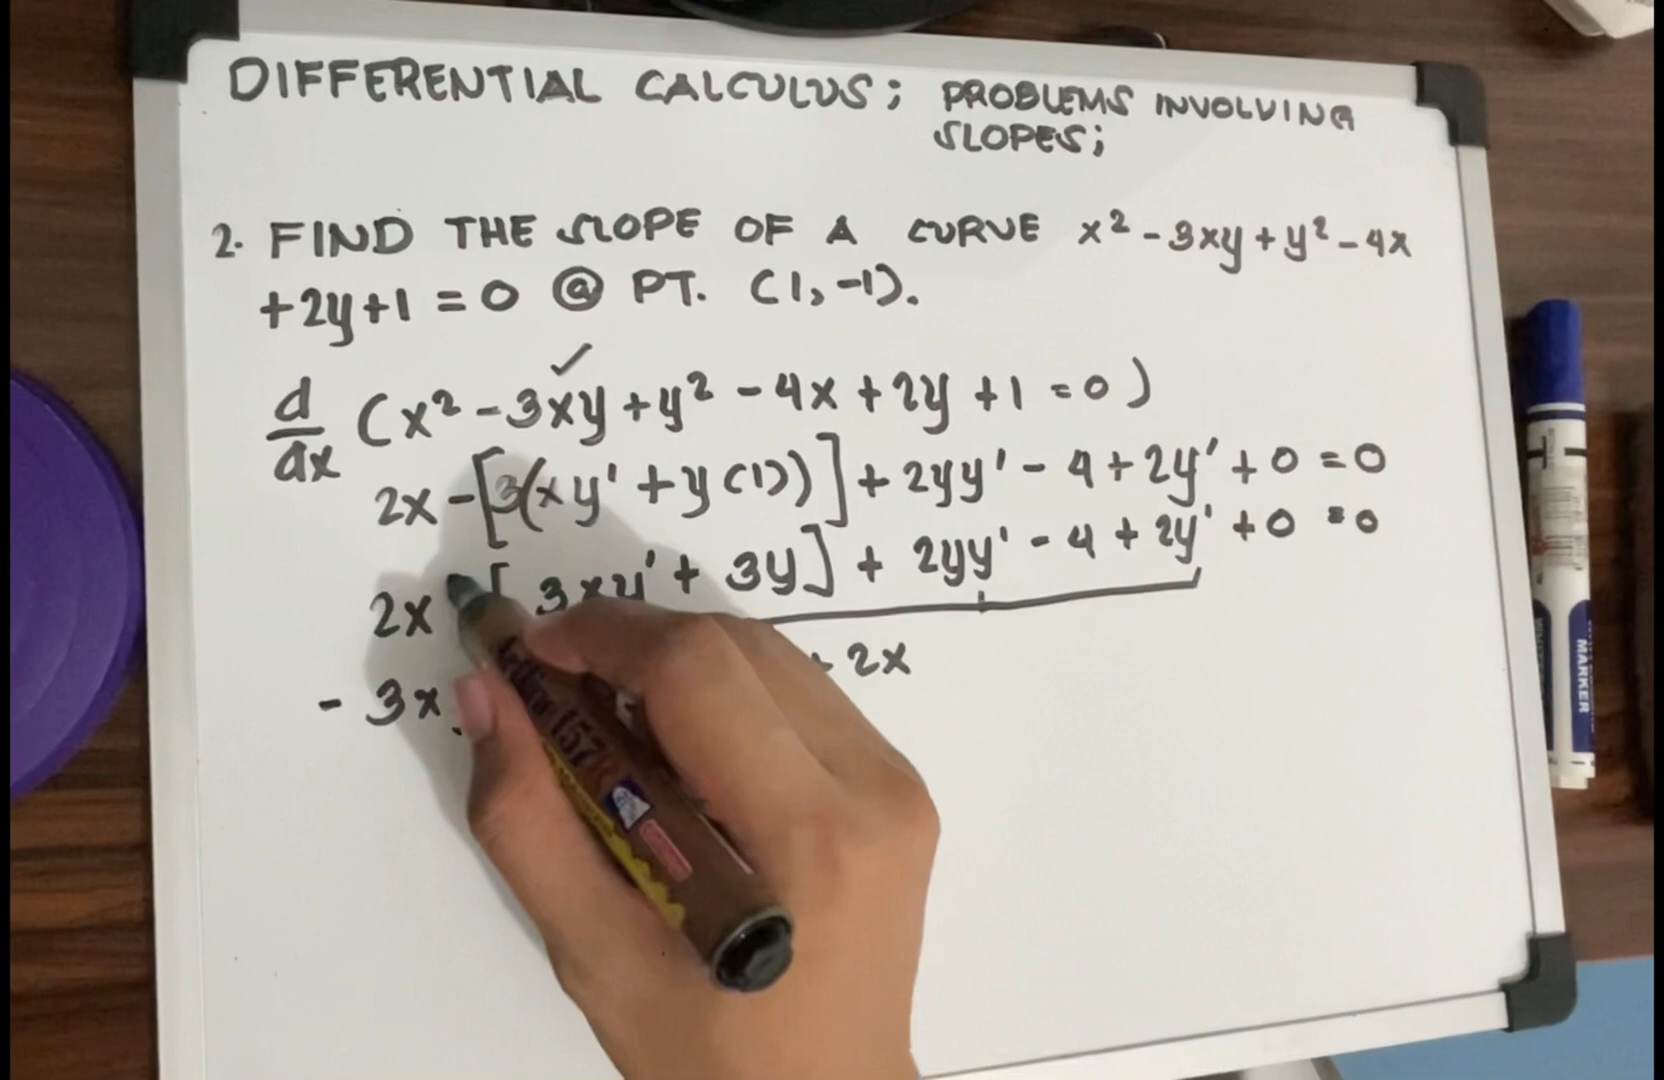 DIFFERENTIAL CALCULUS; PROBLEMS INVOLVING
SLOPES;
2. FIND THE SLOPE OF A CURVE x² - 3xy + y² - 4x
+ 2y + 1 = 0 @ PT. (1, -1).
d/dx (x² - 3xy + y² - 4x + 2y + 1 = 0)
2x - [3(xy' + y(1))] + 2yy' - 4 + 2y' + 0 = 0
2x [3xy' + 3y] + 2yy' - 4 + 2y' + 0 = 0
- 3x + 2x
Artline 157R
MARKER